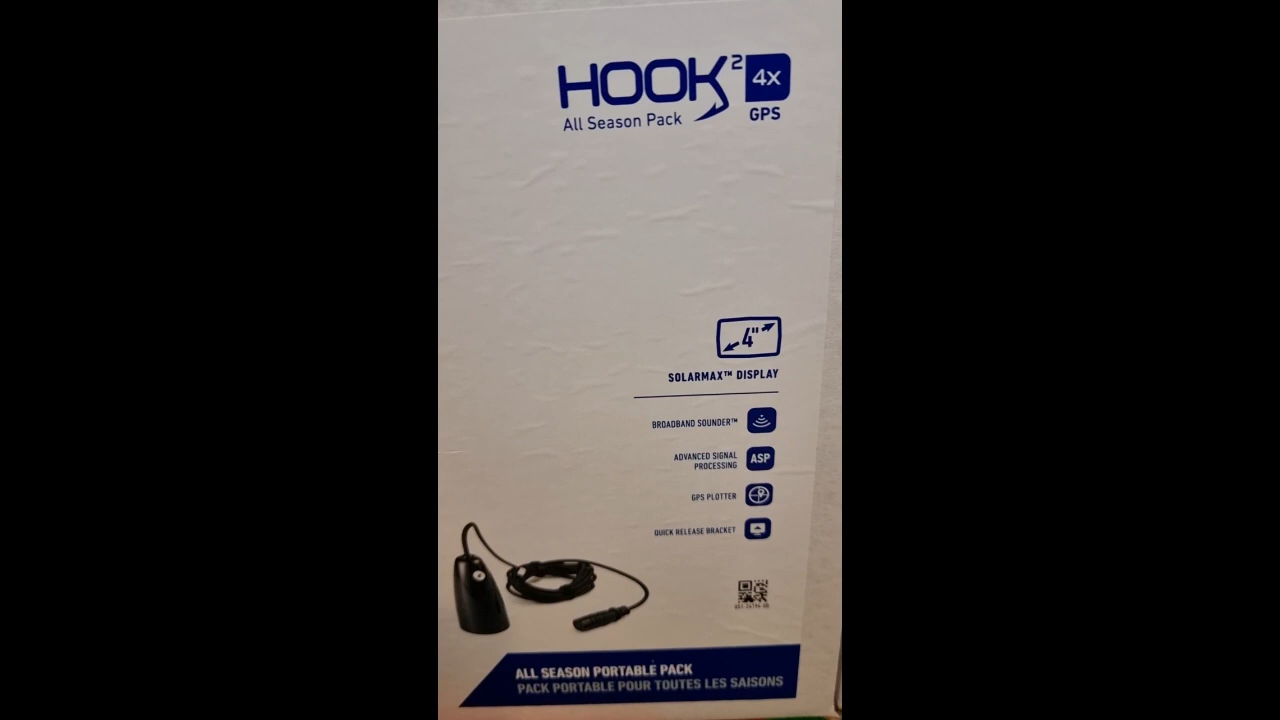 HOOK² 4x
All Season Pack GPS
4"
SOLARMAX™ DISPLAY
BROADBAND SOUNDER™
ADVANCED SIGNAL
PROCESSING
ASP
GPS PLOTTER
QUICK RELEASE BRACKET
ALL SEASON PORTABLE PACK
PACK PORTABLE POUR TOUTES LES SAISONS